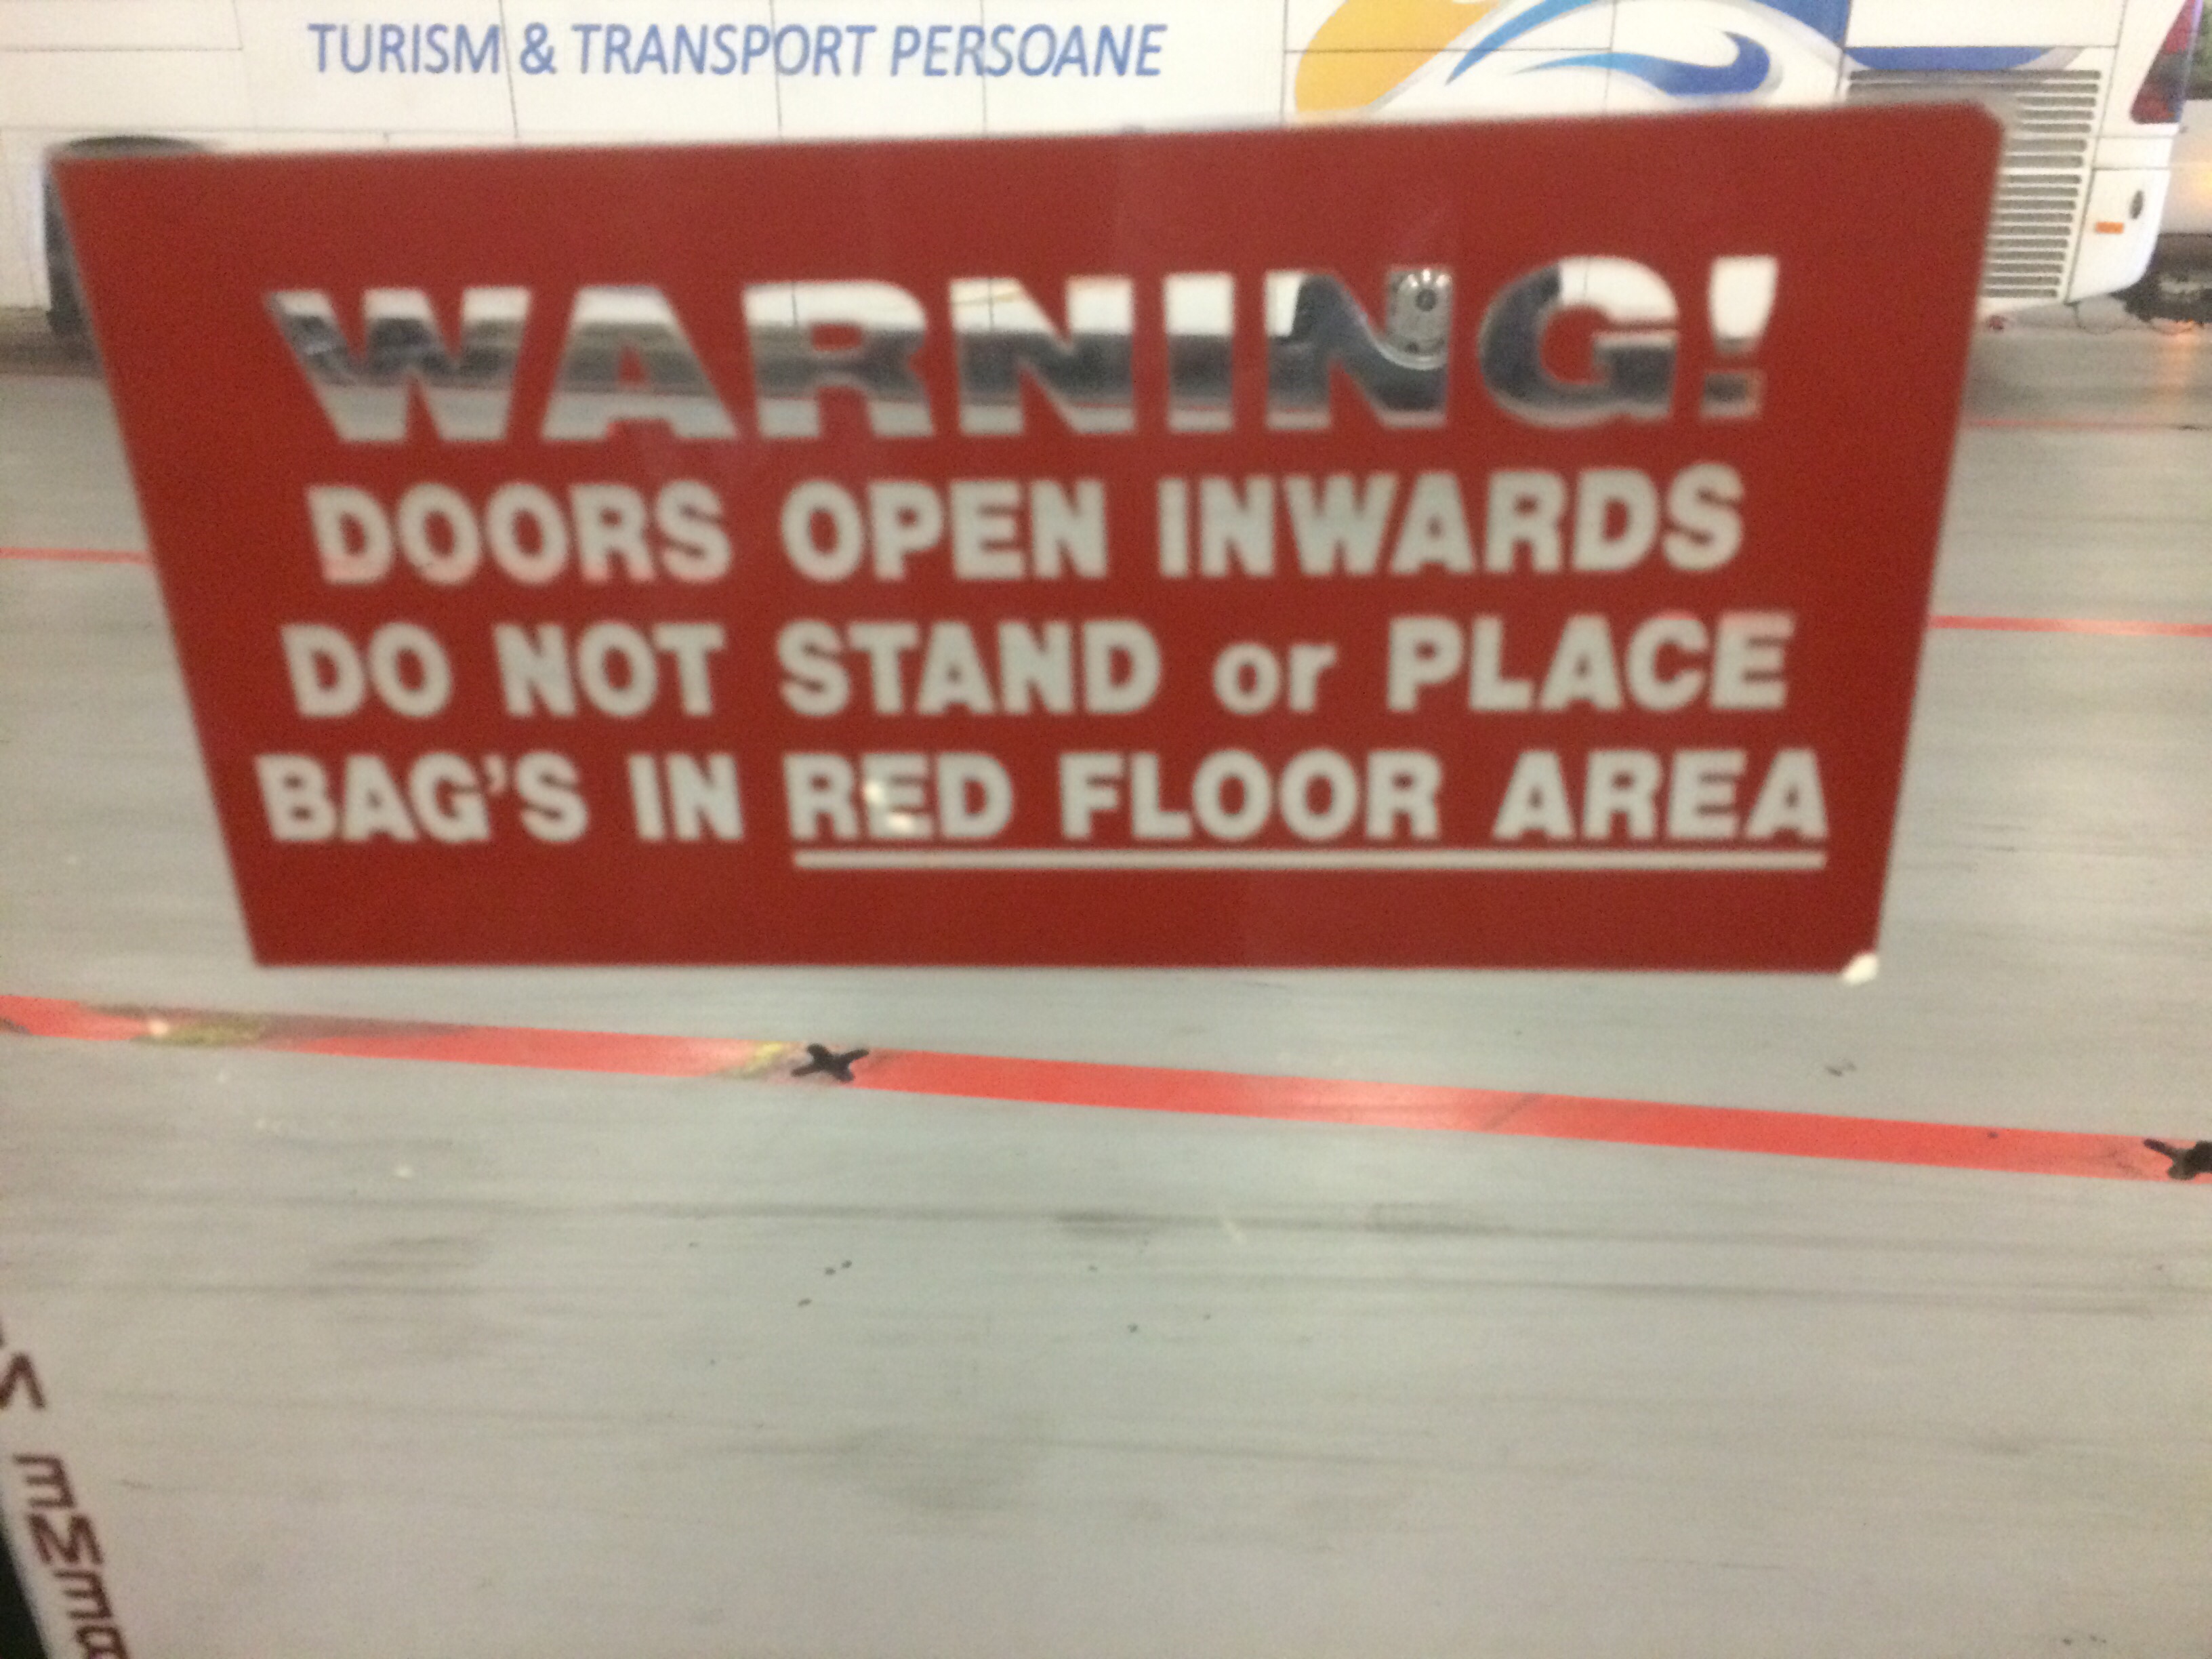 TURISM & TRANSPORT PERSOANE
WARNING!
DOORS OPEN INWARDS
DO NOT STAND or PLACE
BAG'S IN RED FLOOR AREA